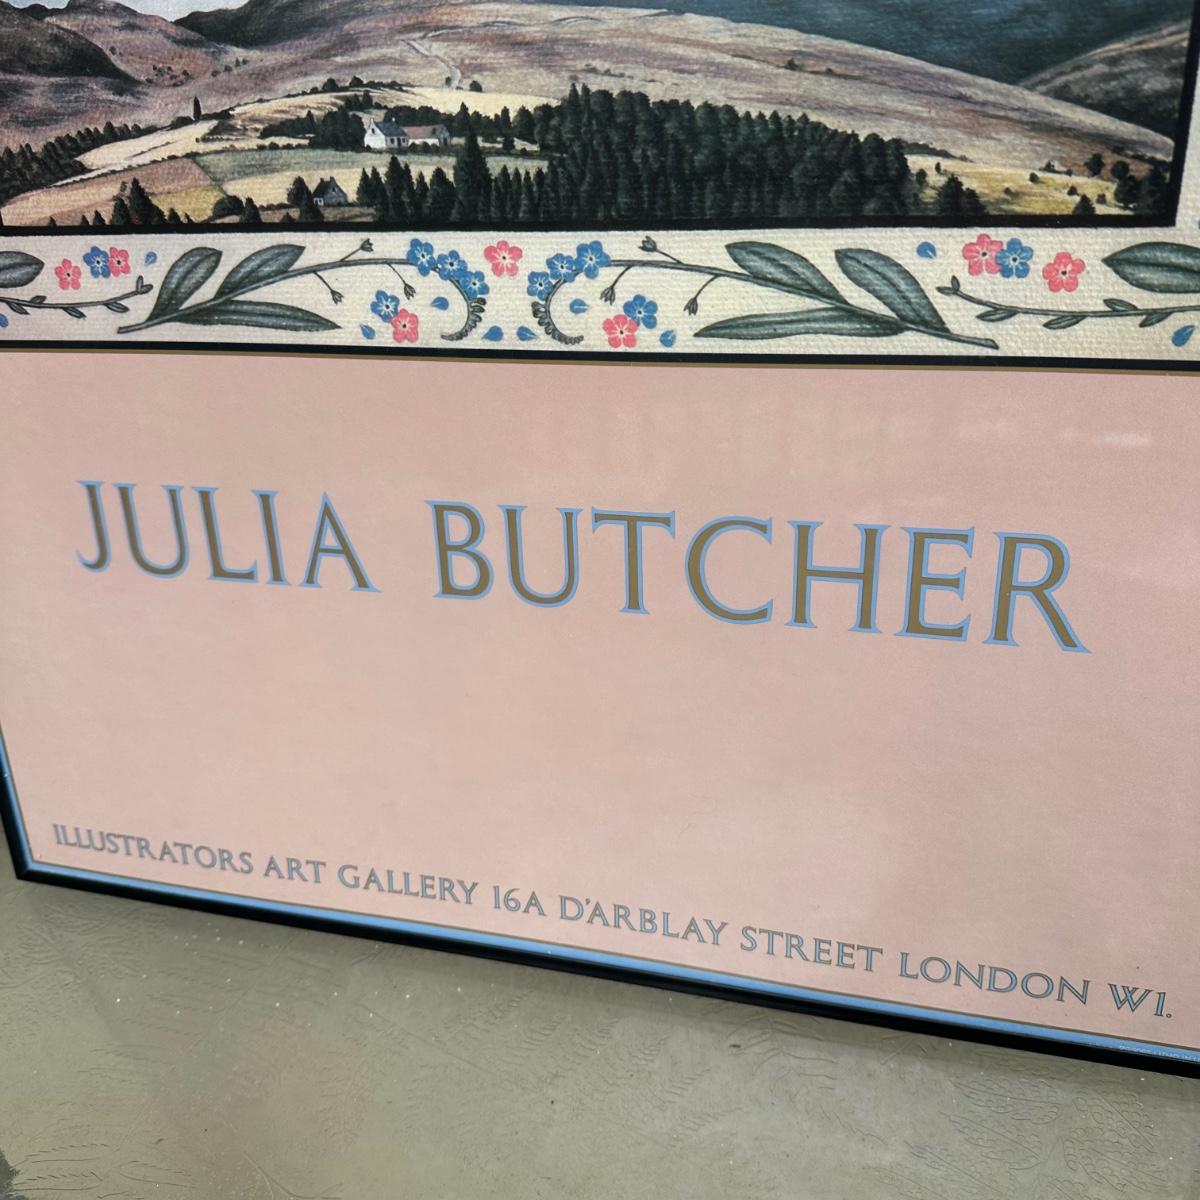 JULIA BUTCHER
ILLUSTRATORS ART GALLERY 16A D'ARBLAY STREET LONDON W1.